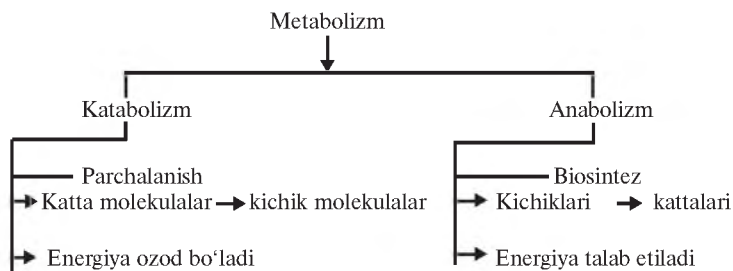 Metabolizm
Katabolizm
Anabolizm
Parchalanish
Biosintez
Katta molekulalar → kichik molekulalar
Kichiklari → kattalari
Energiya ozod bo‘ladi
Energiya talab etiladi